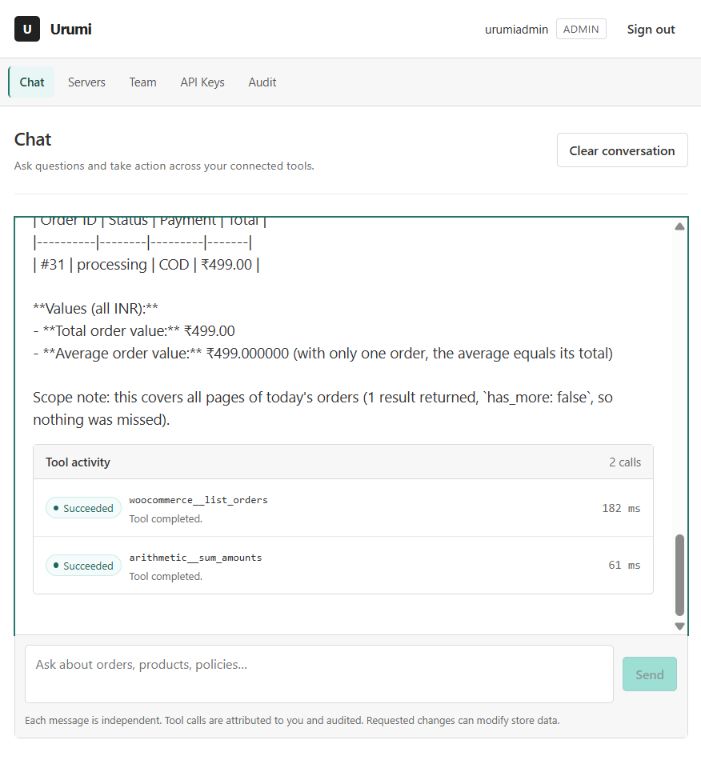 U Urumi
urumiadmin ADMIN Sign out
Chat Servers Team API Keys Audit
Chat
Ask questions and take action across your connected tools.
Clear conversation
| Order ID | Status | Payment | Total |
|----------|--------|---------|-------|
| #31 | processing | COD | ₹499.00 |
**Values (all INR):**
- **Total order value:** ₹499.00
- **Average order value:** ₹499.000000 (with only one order, the average equals its total)
Scope note: this covers all pages of today's orders (1 result returned, `has_more: false`, so
nothing was missed).
Tool activity 2 calls
Succeeded woocommerce__list_orders 182 ms
Tool completed.
Succeeded arithmetic__sum_amounts 61 ms
Tool completed.
Ask about orders, products, policies...
Send
Each message is independent. Tool calls are attributed to you and audited. Requested changes can modify store data.